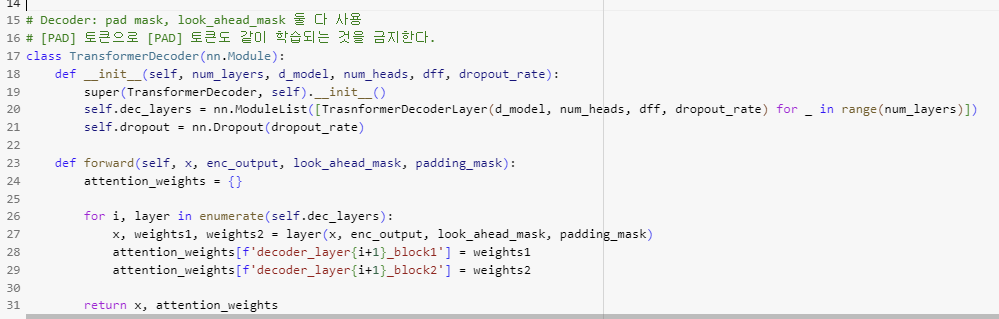 14
15 # Decoder: pad mask, look_ahead_mask 둘 다 사용
16 # [PAD] 토큰으로 [PAD] 토큰도 같이 학습되는 것을 금지한다.
17 class TransformerDecoder(nn.Module):
18     def __init__(self, num_layers, d_model, num_heads, dff, dropout_rate):
19         super(TransformerDecoder, self).__init__()
20         self.dec_layers = nn.ModuleList([TrasnformerDecoderLayer(d_model, num_heads, dff, dropout_rate) for _ in range(num_layers)])
21         self.dropout = nn.Dropout(dropout_rate)
22
23     def forward(self, x, enc_output, look_ahead_mask, padding_mask):
24         attention_weights = {}
25
26         for i, layer in enumerate(self.dec_layers):
27             x, weights1, weights2 = layer(x, enc_output, look_ahead_mask, padding_mask)
28             attention_weights[f'decoder_layer{i+1}_block1'] = weights1
29             attention_weights[f'decoder_layer{i+1}_block2'] = weights2
30
31         return x, attention_weights